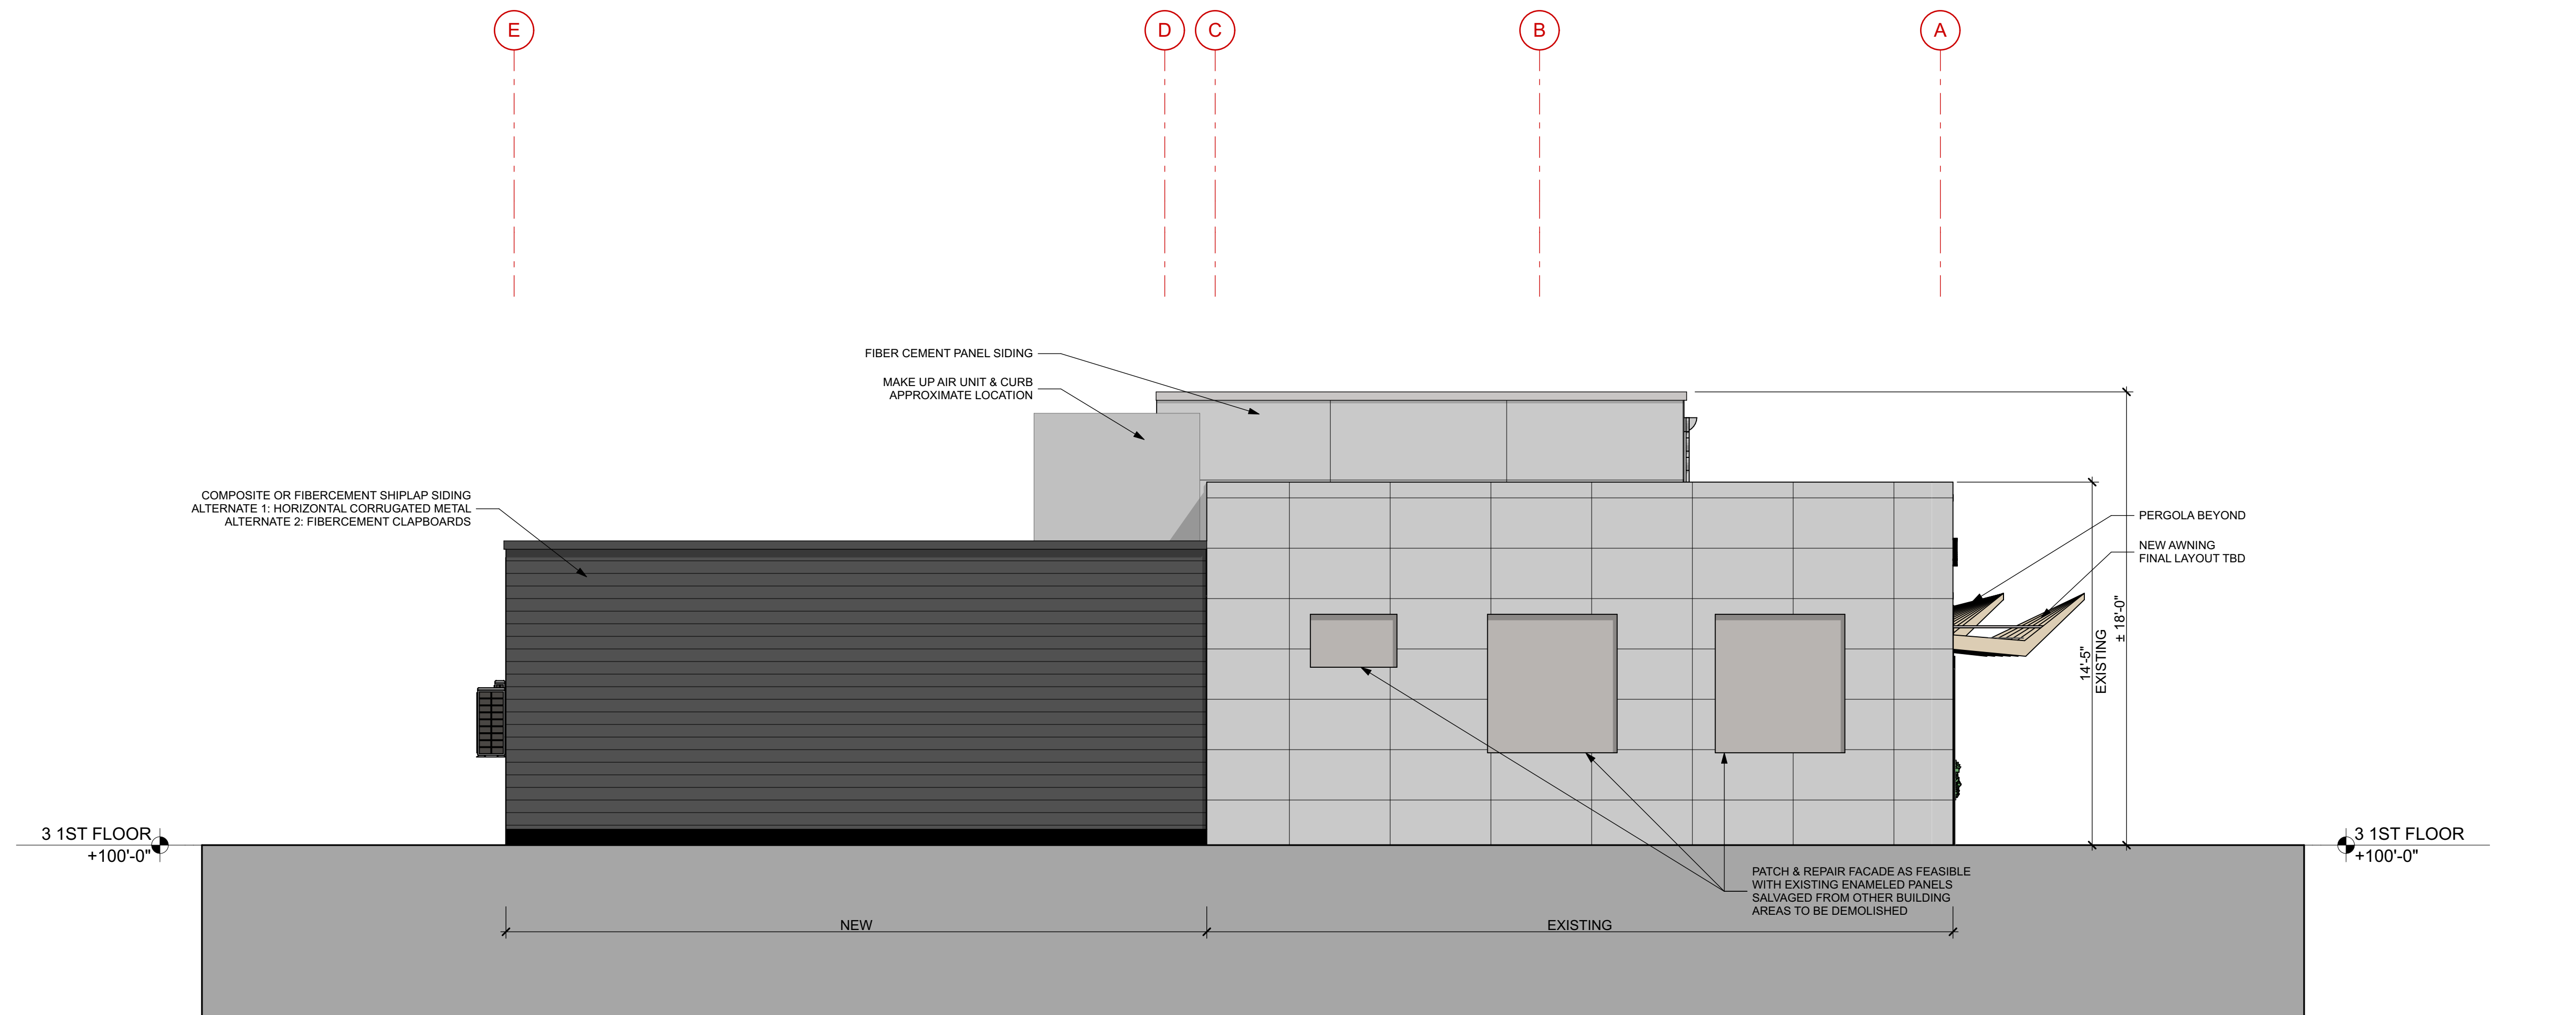 E
D
C
B
A
FIBER CEMENT PANEL SIDING
MAKE UP AIR UNIT & CURB
APPROXIMATE LOCATION
COMPOSITE OR FIBERCEMENT SHIPLAP SIDING
ALTERNATE 1: HORIZONTAL CORRUGATED METAL
ALTERNATE 2: FIBERCEMENT CLAPBOARDS
PERGOLA BEYOND
NEW AWNING
FINAL LAYOUT TBD
14'-5"
EXISTING
± 18'-0"
3 1ST FLOOR
+100'-0"
3 1ST FLOOR
+100'-0"
PATCH & REPAIR FACADE AS FEASIBLE
WITH EXISTING ENAMELED PANELS
SALVAGED FROM OTHER BUILDING
AREAS TO BE DEMOLISHED
NEW
EXISTING